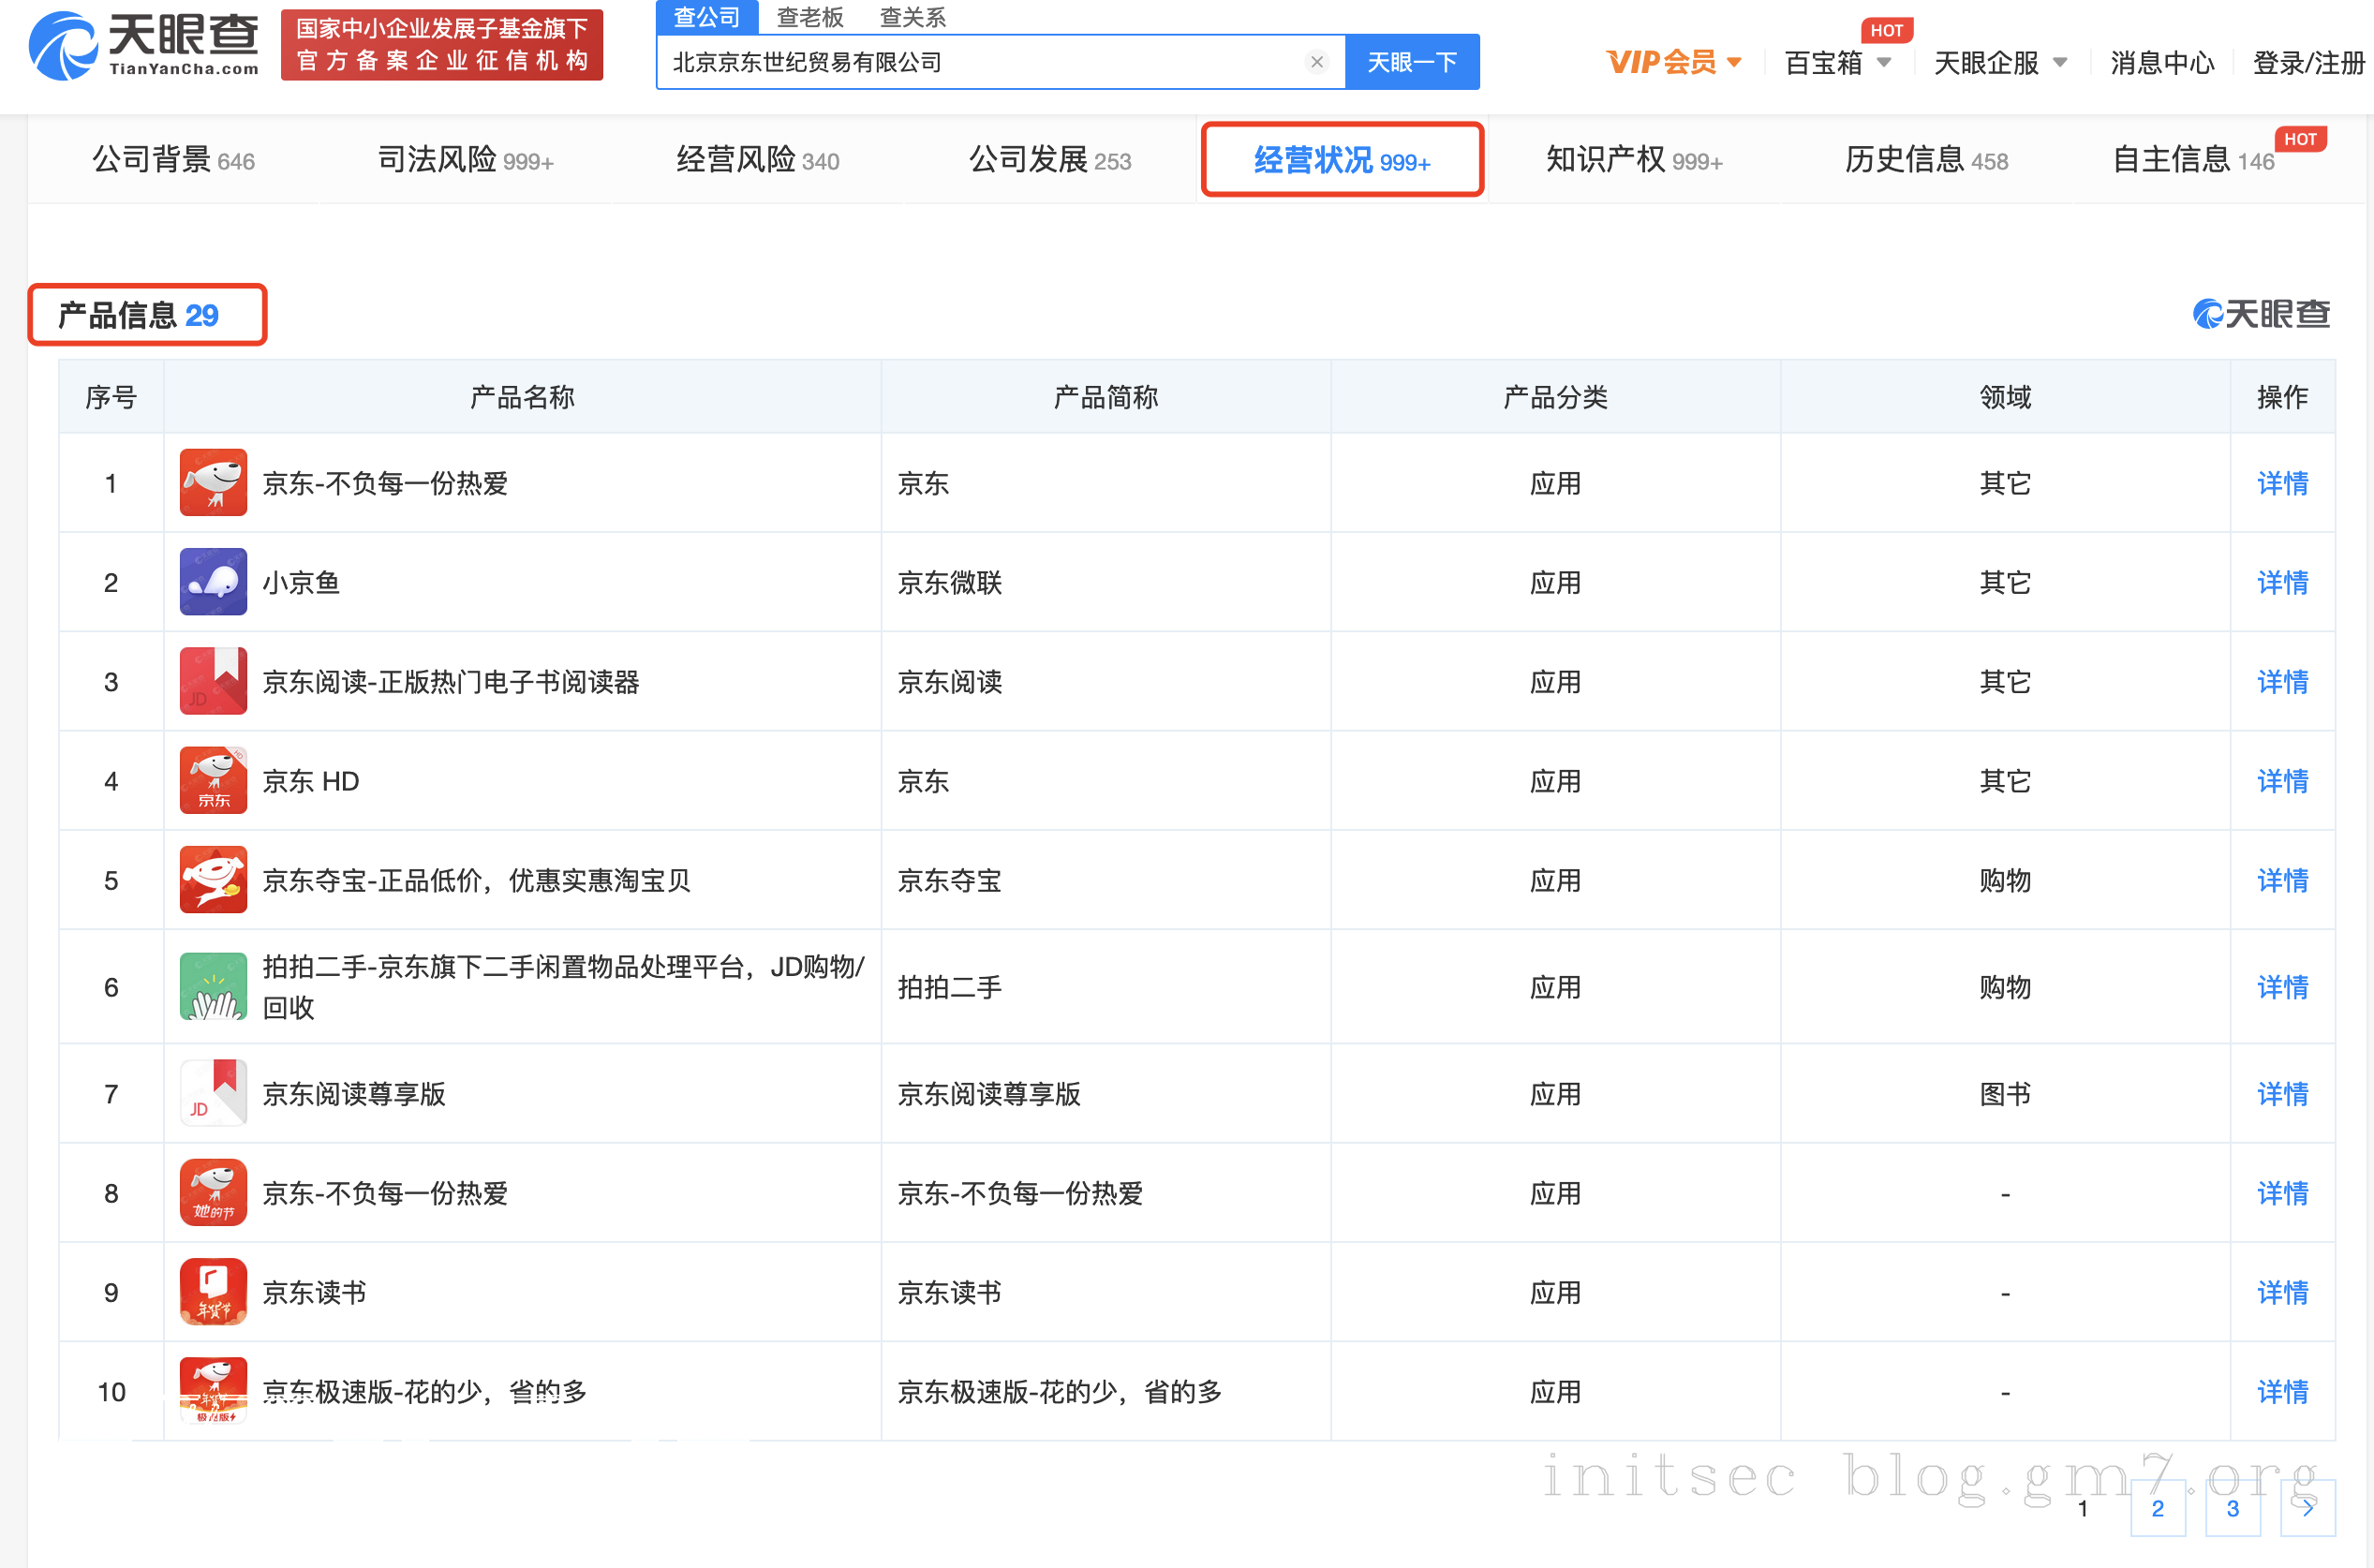 天眼查
TianYanCha.com
国家中小企业发展子基金旗下
官方备案企业征信机构
查公司 查老板 查关系
北京京东世纪贸易有限公司 × 天眼一下
VIP会员 百宝箱 HOT 天眼企服 消息中心 登录/注册
公司背景 646 司法风险 999+ 经营风险 340 公司发展 253 经营状况 999+ 知识产权 999+ 历史信息 458 自主信息 146 HOT
产品信息 29
天眼查
序号 产品名称 产品简称 产品分类 领域 操作
1 京东-不负每一份热爱 京东 应用 其它 详情
2 小京鱼 京东微联 应用 其它 详情
3 JD 京东阅读-正版热门电子书阅读器 京东阅读 应用 其它 详情
4 京东 HD 京东 应用 其它 详情
京东
5 京东夺宝-正品低价，优惠实惠淘宝贝 京东夺宝 应用 购物 详情
6 拍拍二手-京东旗下二手闲置物品处理平台，JD购物/ 拍拍二手 应用 购物 详情
回收
7 JD 京东阅读尊享版 京东阅读尊享版 应用 图书 详情
8 京东-不负每一份热爱 京东-不负每一份热爱 应用 - 详情
她的节
9 京东读书 京东读书 应用 - 详情
年货节
10 京东极速版-花的少，省的多 京东极速版-花的少，省的多 应用 - 详情
initsec blog.gm7.org
1 2 3 >